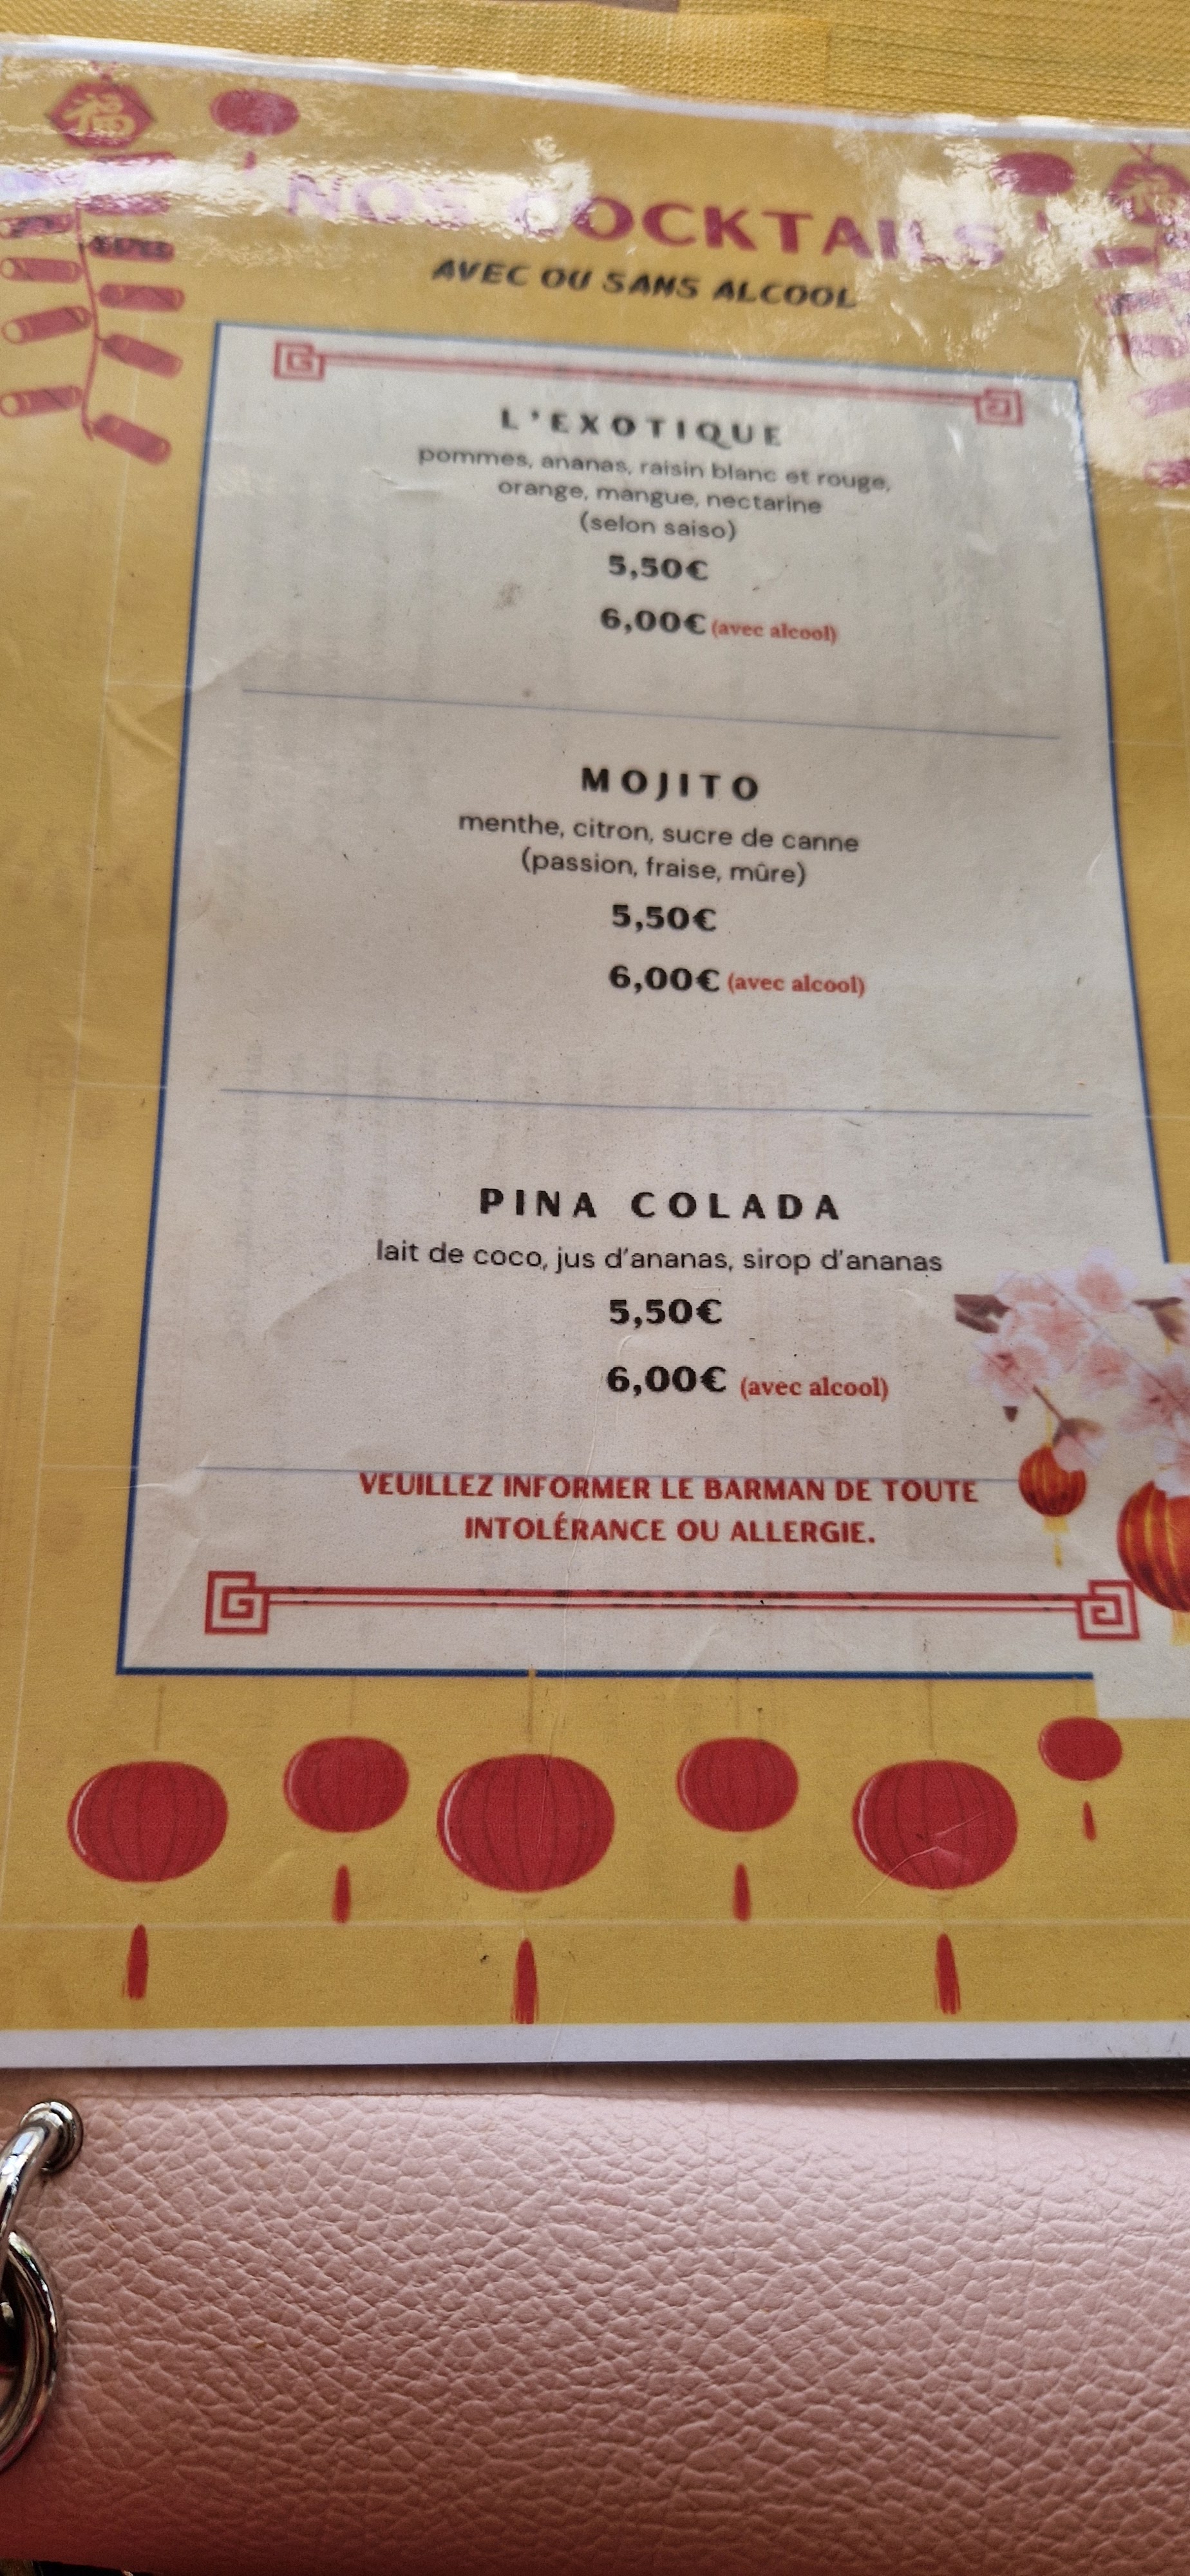 福
福
NOS COCKTAILS
AVEC OU SANS ALCOOL
L'EXOTIQUE
pommes, ananas, raisin blanc et rouge,
orange, mangue, nectarine
(selon saiso)
5,50€
6,00€ (avec alcool)
MOJITO
menthe, citron, sucre de canne
(passion, fraise, mûre)
5,50€
6,00€ (avec alcool)
PINA COLADA
lait de coco, jus d'ananas, sirop d'ananas
5,50€
6,00€ (avec alcool)
VEUILLEZ INFORMER LE BARMAN DE TOUTE
INTOLÉRANCE OU ALLERGIE.